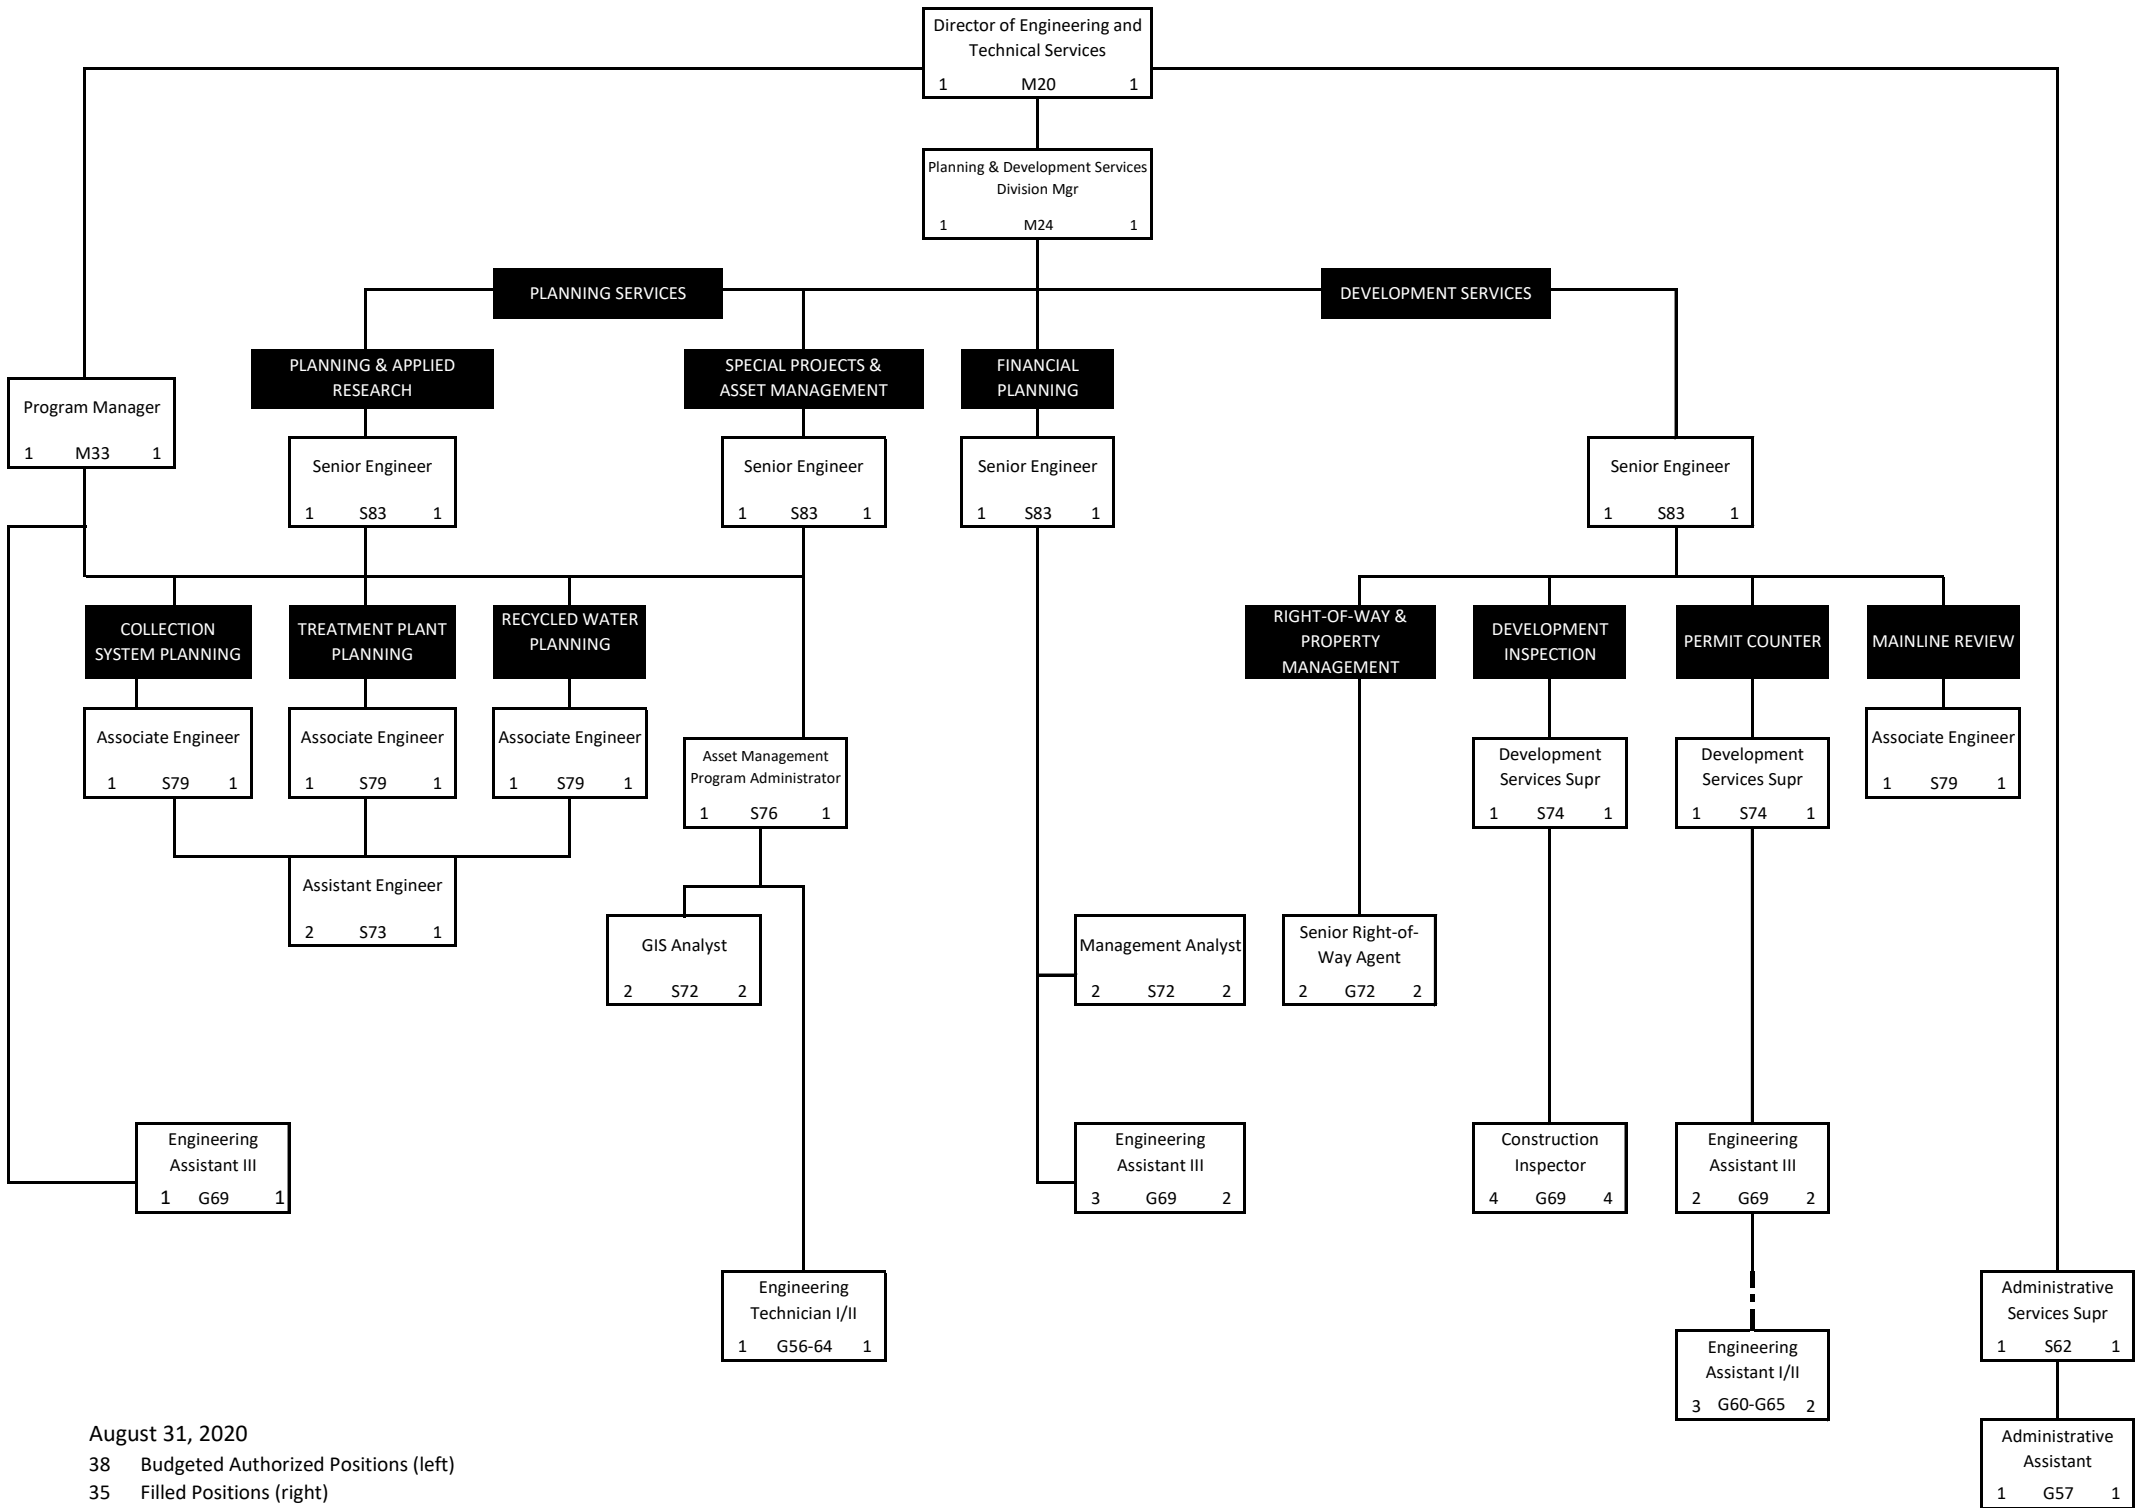 Director of Engineering and
Technical Services
1 M20 1
Planning & Development Services
Division Mgr
1 M24 1
PLANNING SERVICES
DEVELOPMENT SERVICES
PLANNING & APPLIED
RESEARCH
SPECIAL PROJECTS &
ASSET MANAGEMENT
FINANCIAL
PLANNING
Program Manager
1 M33 1
Senior Engineer
1 S83 1
Senior Engineer
1 S83 1
Senior Engineer
1 S83 1
Senior Engineer
1 S83 1
COLLECTION
SYSTEM PLANNING
TREATMENT PLANT
PLANNING
RECYCLED WATER
PLANNING
RIGHT-OF-WAY &
PROPERTY
MANAGEMENT
DEVELOPMENT
INSPECTION
PERMIT COUNTER
MAINLINE REVIEW
Associate Engineer
1 S79 1
Associate Engineer
1 S79 1
Associate Engineer
1 S79 1
Asset Management
Program Administrator
1 S76 1
Development
Services Supr
1 S74 1
Development
Services Supr
1 S74 1
Associate Engineer
1 S79 1
Assistant Engineer
2 S73 1
GIS Analyst
2 S72 2
Management Analyst
2 S72 2
Senior Right-of-
Way Agent
2 G72 2
Engineering
Assistant III
1 G69 1
Engineering
Assistant III
3 G69 2
Construction
Inspector
4 G69 4
Engineering
Assistant III
2 G69 2
Engineering
Technician I/II
1 G56-64 1
Engineering
Assistant I/II
3 G60-G65 2
Administrative
Services Supr
1 S62 1
Administrative
Assistant
1 G57 1
August 31, 2020
38 Budgeted Authorized Positions (left)
35 Filled Positions (right)